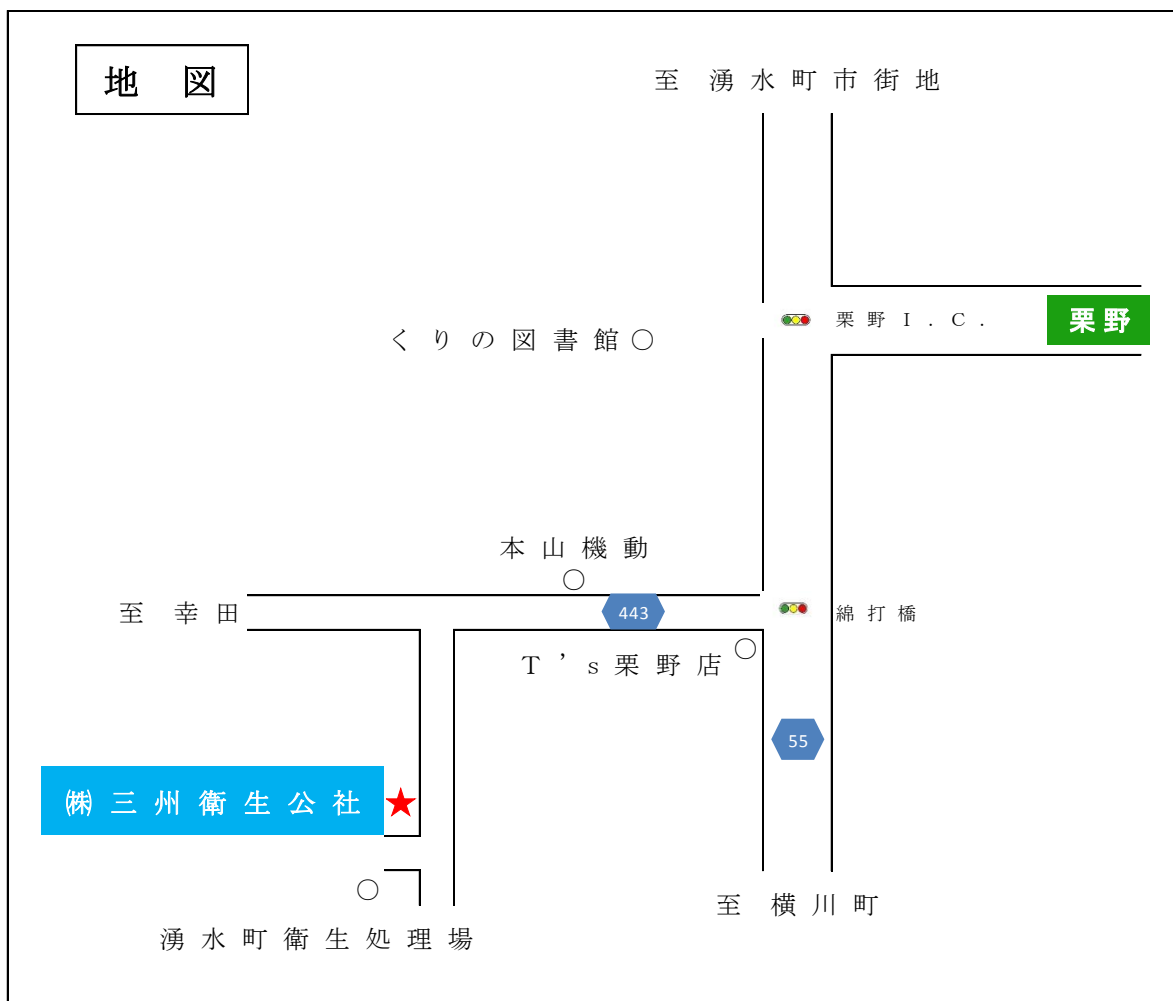 地図
至 湧水町市街地
栗野I.C.
栗野
くりの図書館○
本山機動
○
至 幸田
443
綿打橋
T’s栗野店○
55
㈱三州衛生公社★
○
至 横川町
湧水町衛生処理場